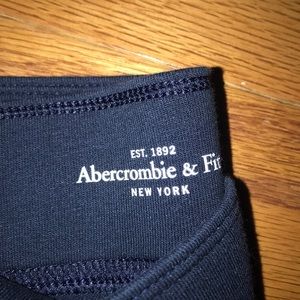 EST. 1892
Abercrombie & Fi
NEW YORK